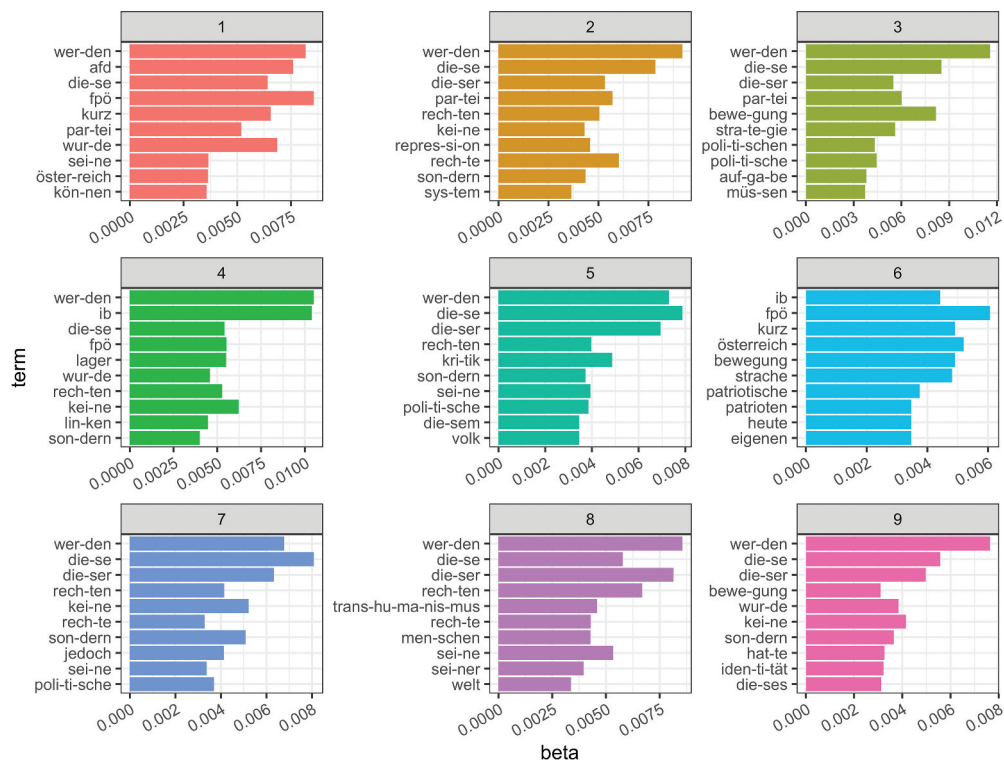 1
wer-den
afd
die-se
fpö
kurz
par-tei
wur-de
sei-ne
öster-reich
kön-nen
0.0000 0.0025 0.0050 0.0075
2
wer-den
die-se
die-ser
par-tei
rech-ten
kei-ne
repres-si-on
rech-te
son-dern
sys-tem
0.0000 0.0025 0.0050 0.0075
3
wer-den
die-se
die-ser
par-tei
bewe-gung
stra-te-gie
poli-ti-schen
poli-ti-sche
auf-ga-be
müs-sen
0.000 0.003 0.006 0.009 0.012
term
4
wer-den
ib
die-se
fpö
lager
wur-de
rech-ten
kei-ne
lin-ken
son-dern
0.0000 0.0025 0.0050 0.0075 0.0100
5
wer-den
die-se
die-ser
rech-ten
kri-tik
son-dern
sei-ne
poli-ti-sche
die-sem
volk
0.000 0.002 0.004 0.006 0.008
6
ib
fpö
kurz
österreich
bewegung
strache
patriotische
patrioten
heute
eigenen
0.000 0.002 0.004 0.006
7
wer-den
die-se
die-ser
rech-ten
kei-ne
rech-te
son-dern
jedoch
sei-ne
poli-ti-sche
0.000 0.002 0.004 0.006 0.008
8
wer-den
die-se
die-ser
rech-ten
trans-hu-ma-nis-mus
rech-te
men-schen
sei-ne
sei-ner
welt
0.0000 0.0025 0.0050 0.0075
9
wer-den
die-se
die-ser
bewe-gung
wur-de
kei-ne
son-dern
hat-te
iden-ti-tät
die-ses
0.000 0.002 0.004 0.006 0.008
beta